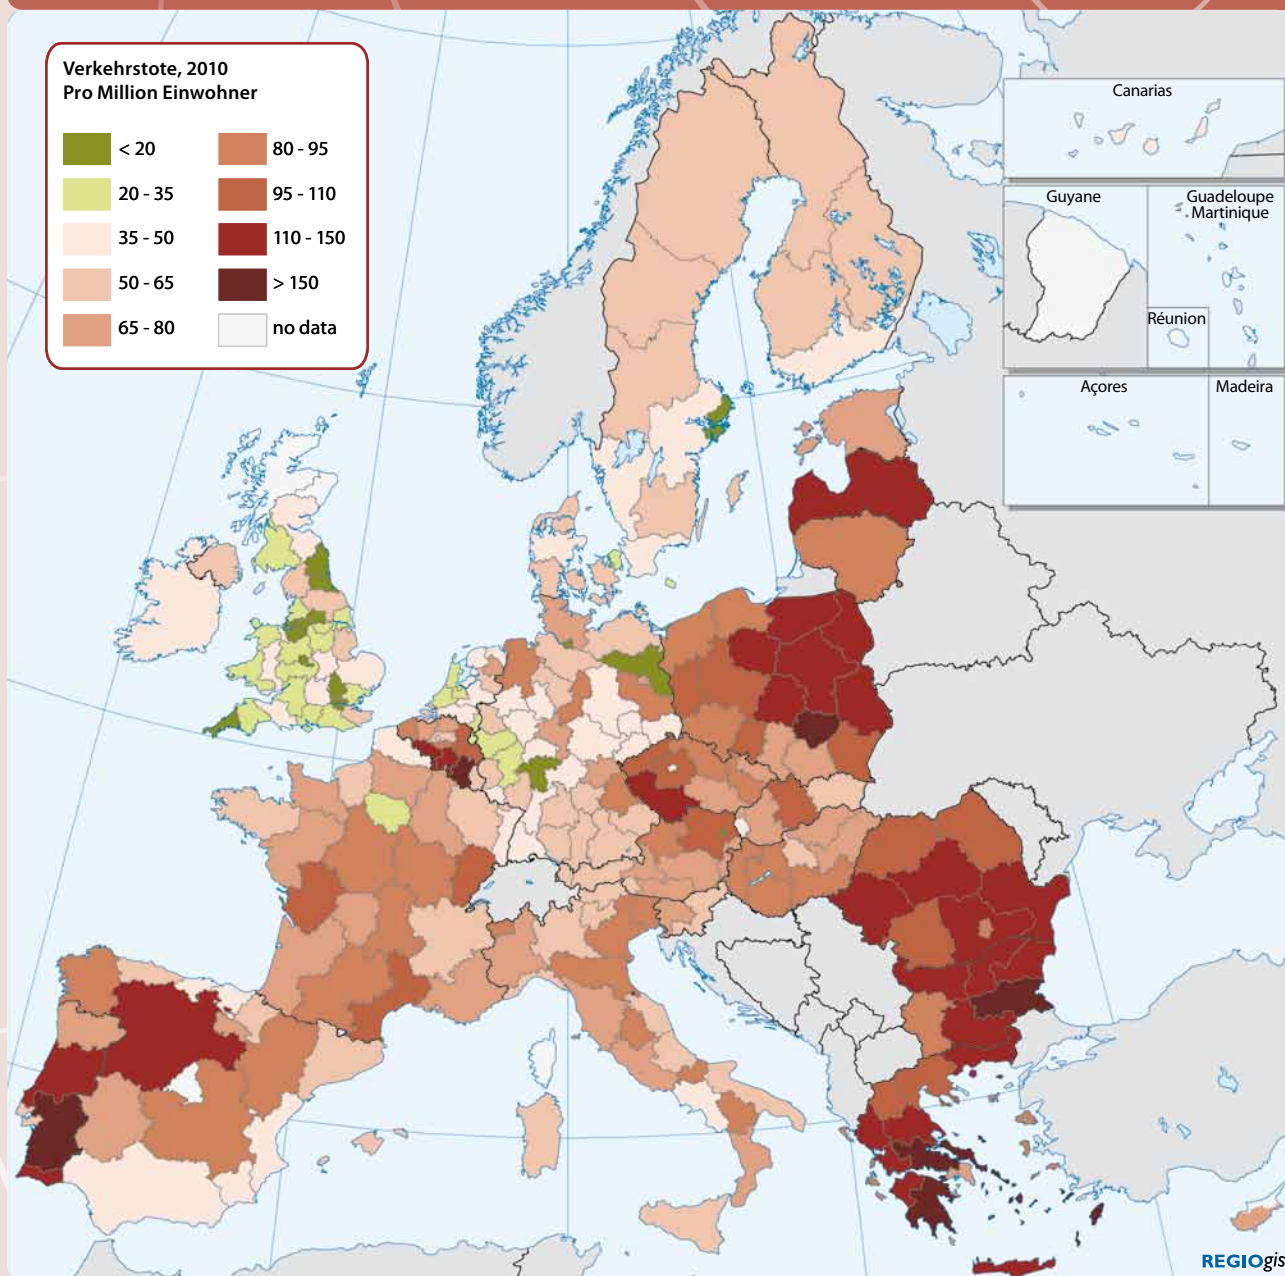 Verkehrstote, 2010
Pro Million Einwohner
< 20
20 - 35
35 - 50
50 - 65
65 - 80
80 - 95
95 - 110
110 - 150
> 150
no data
Canarias
Guyane
Guadeloupe
Martinique
Réunion
Açores
Madeira
REGIOgis